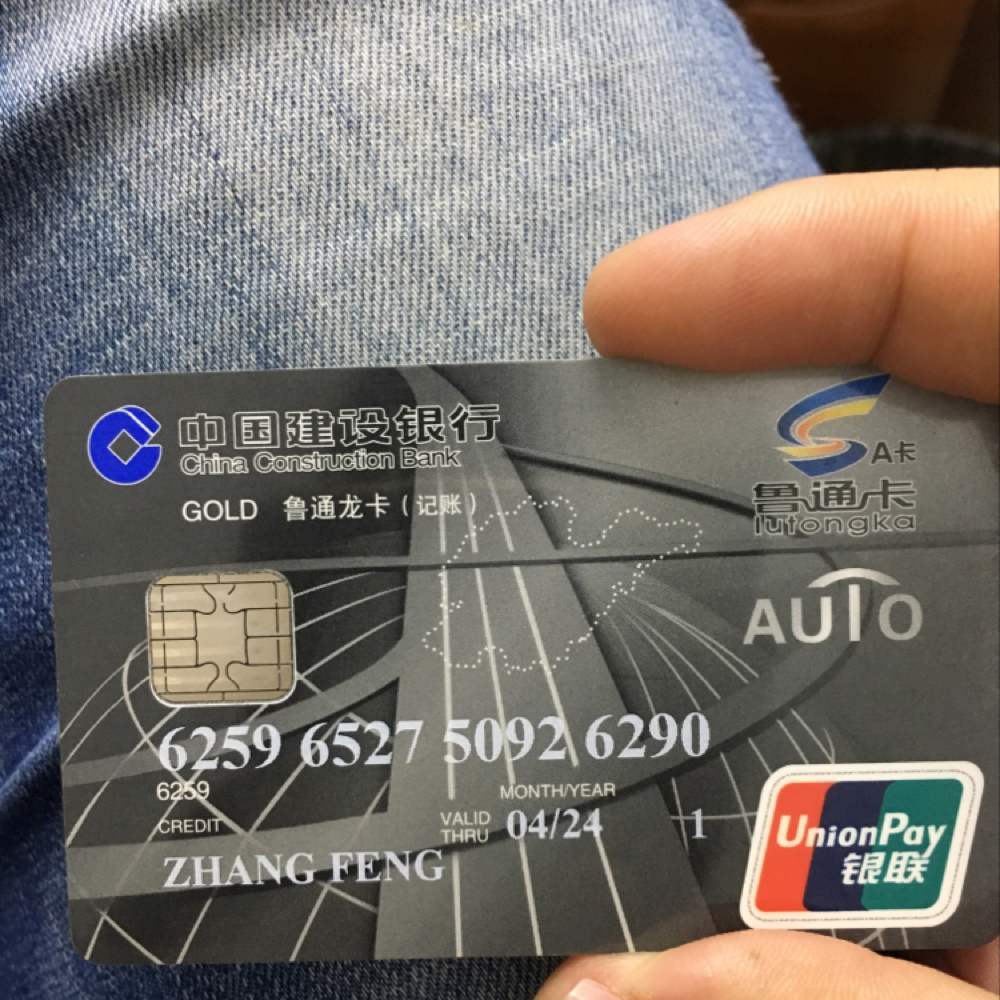 中国建设银行
China Construction Bank
GOLD 鲁通龙卡(记账)
A卡
鲁通卡
lutongka
AUTO
6259 6527 5092 6290
6259
MONTH/YEAR
CREDIT
VALID THRU 04/24 1
ZHANG FENG
UnionPay
银联